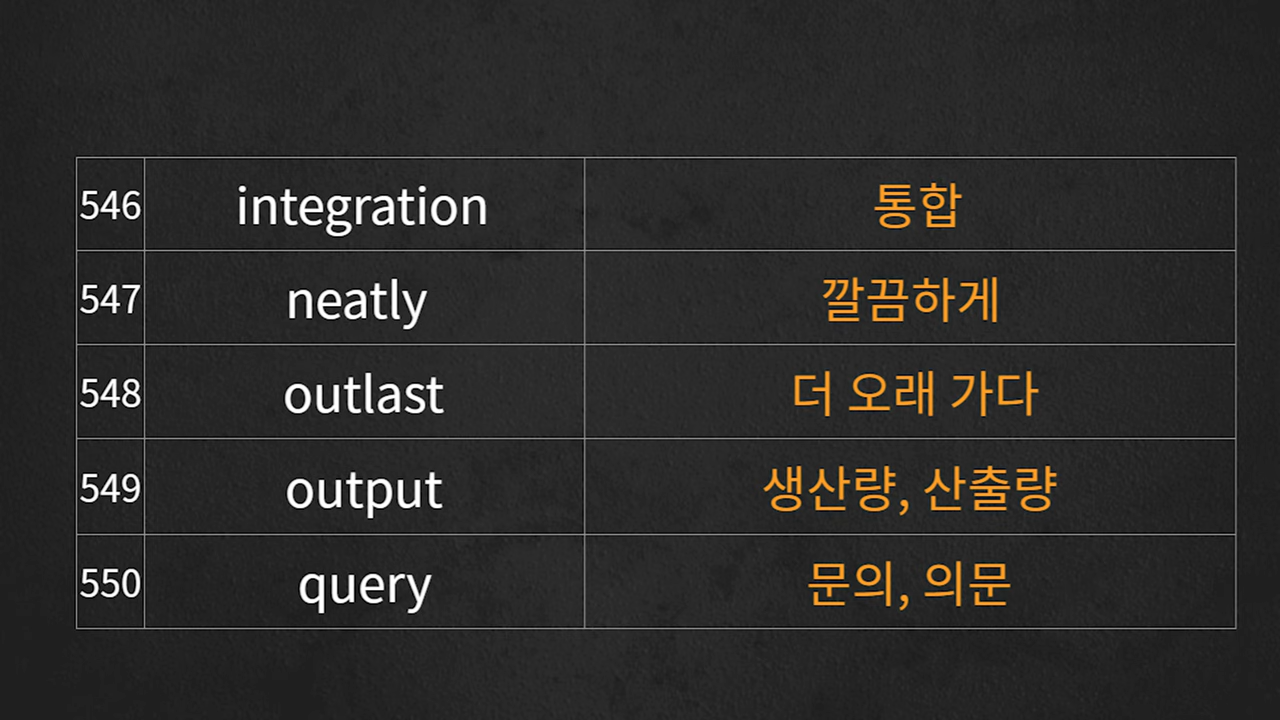 546 integration 통합
547 neatly 깔끔하게
548 outlast 더 오래 가다
549 output 생산량, 산출량
550 query 문의, 의문